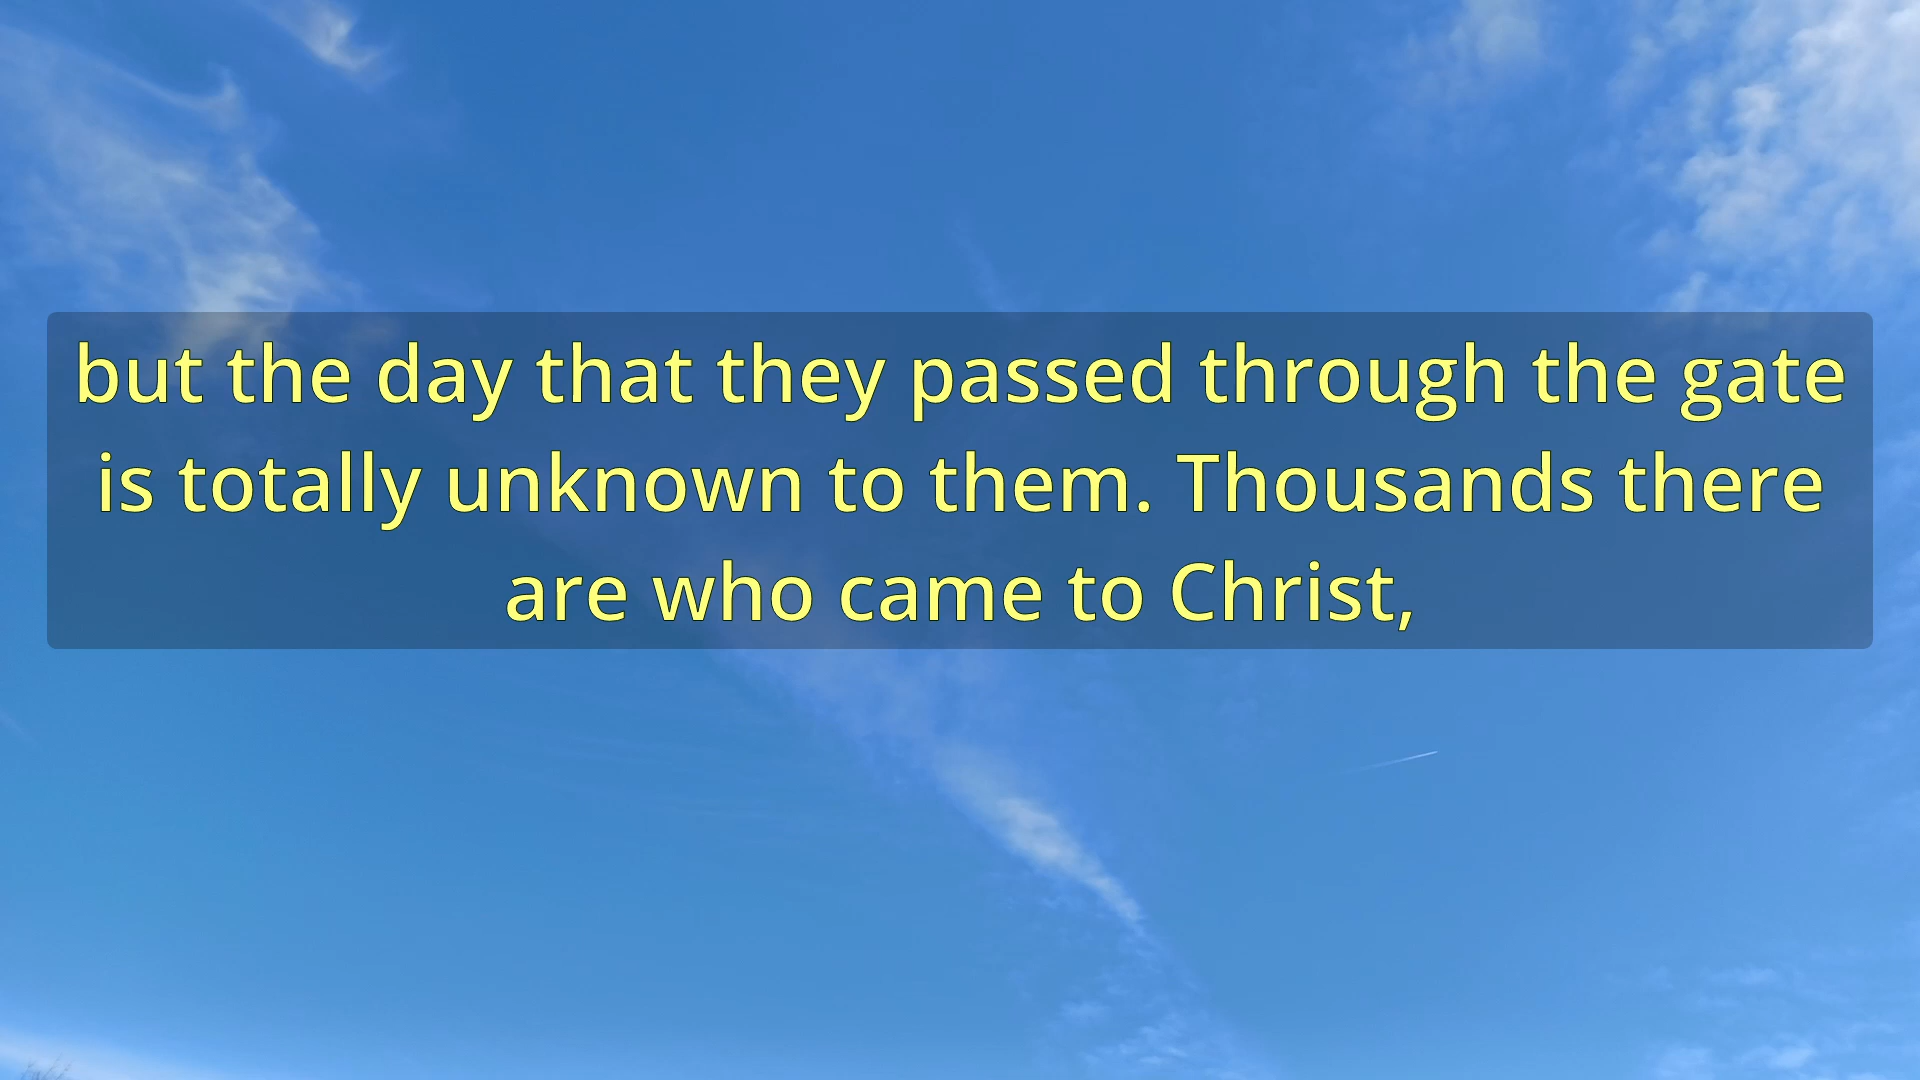 but the day that they passed through the gate
is totally unknown to them. Thousands there
are who came to Christ,